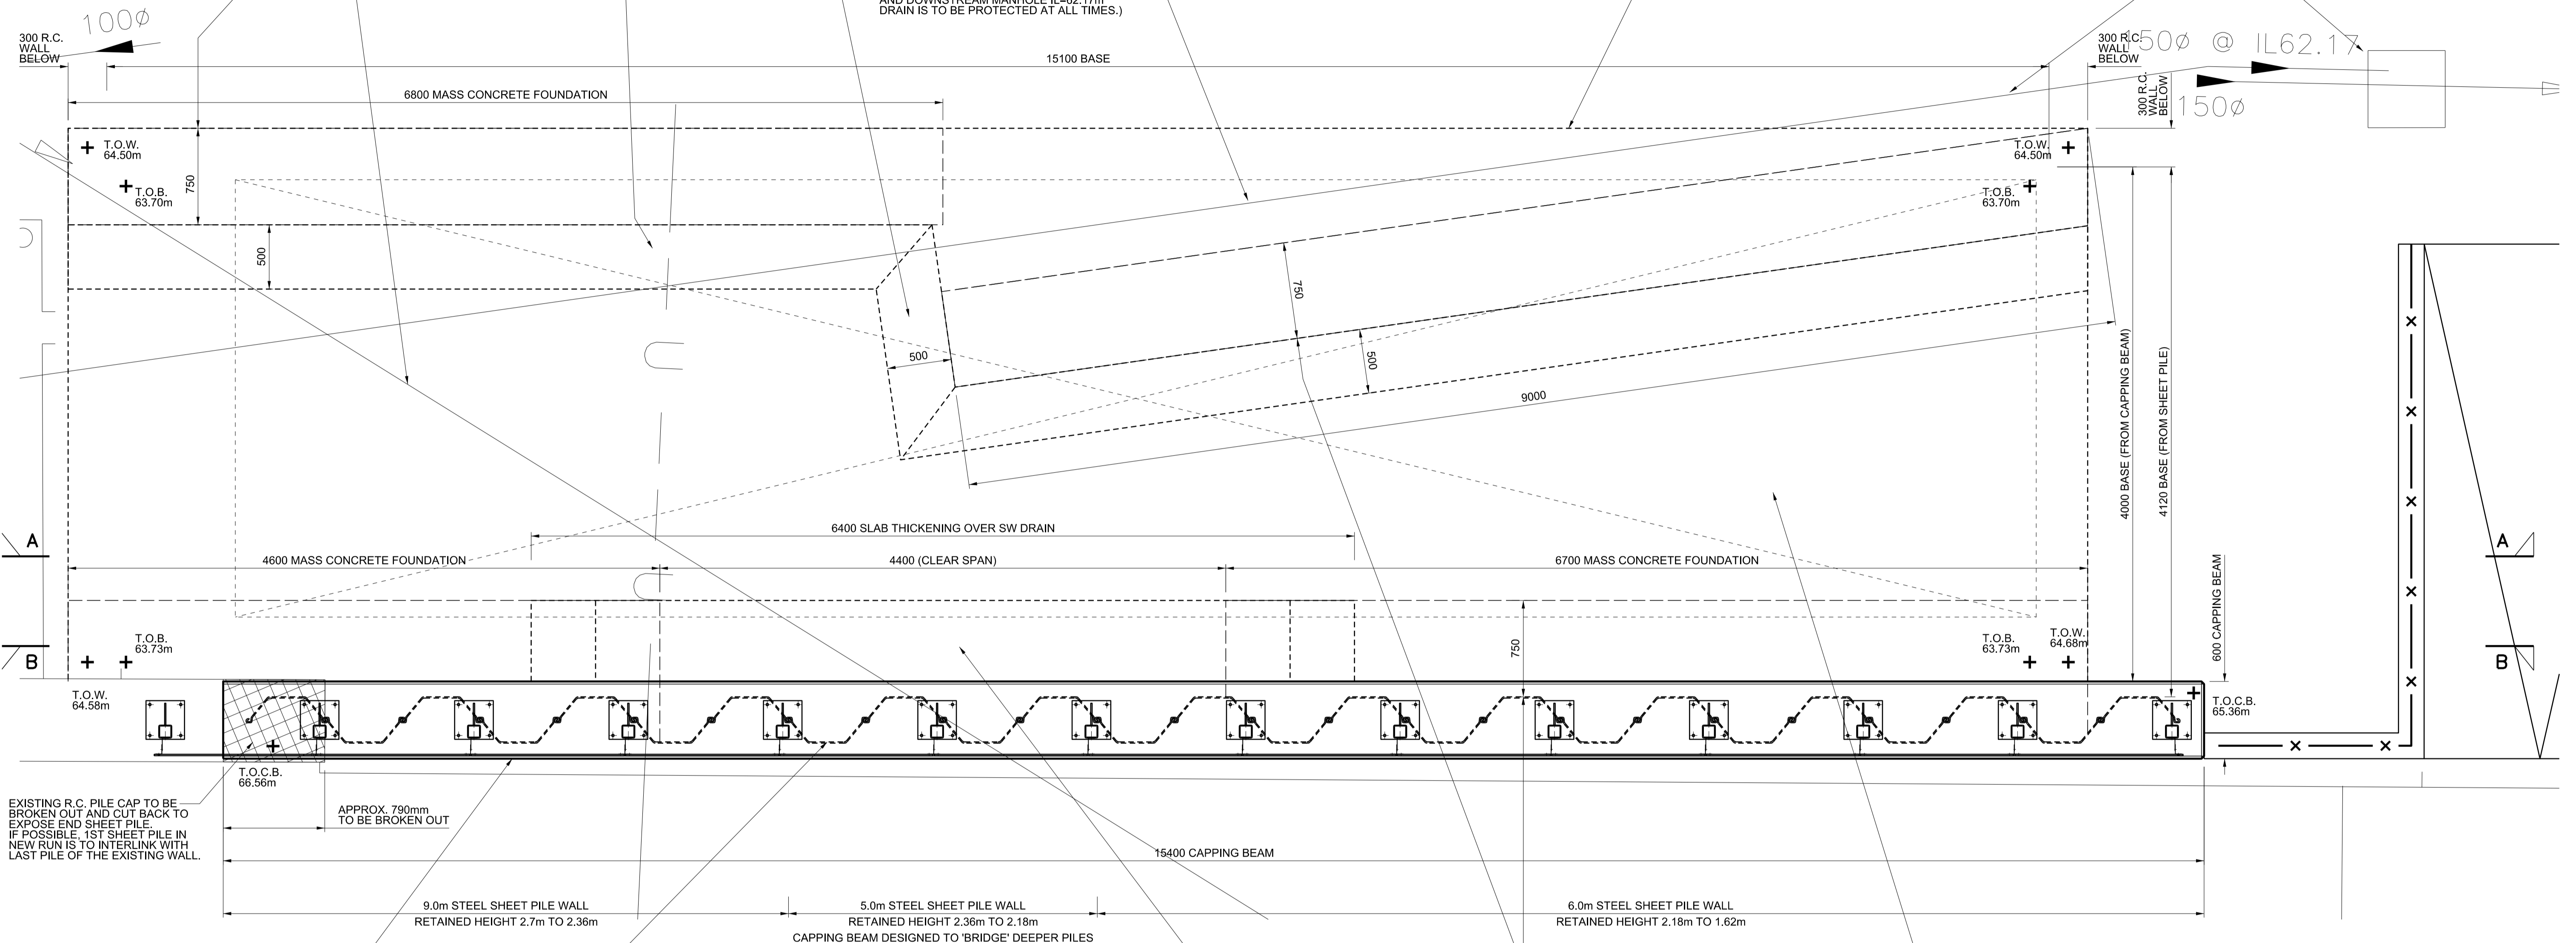 AND DOWNSTREAM MANHOLE IL=62.17m
DRAIN IS TO BE PROTECTED AT ALL TIMES.)
100ø
300 R.C.
WALL
BELOW
15100 BASE
300 R.C.
WALL
BELOW
150ø @ IL62.17
6800 MASS CONCRETE FOUNDATION
300 R.C.
WALL
BELOW
150ø
T.O.W.
64.50m
T.O.B.
63.70m
750
T.O.W.
64.50m
T.O.B.
63.70m
500
750
500
500
9000
4000 BASE (FROM CAPPING BEAM)
4120 BASE (FROM SHEET PILE)
6400 SLAB THICKENING OVER SW DRAIN
A
A
4600 MASS CONCRETE FOUNDATION
4400 (CLEAR SPAN)
6700 MASS CONCRETE FOUNDATION
600 CAPPING BEAM
T.O.B.
63.73m
B
750
T.O.B.
63.73m
T.O.W.
64.68m
B
T.O.W.
64.58m
T.O.C.B.
65.36m
T.O.C.B.
66.56m
EXISTING R.C. PILE CAP TO BE
BROKEN OUT AND CUT BACK TO
EXPOSE END SHEET PILE.
IF POSSIBLE, 1ST SHEET PILE IN
NEW RUN IS TO INTERLINK WITH
LAST PILE OF THE EXISTING WALL.
APPROX. 790mm
TO BE BROKEN OUT
15400 CAPPING BEAM
9.0m STEEL SHEET PILE WALL
RETAINED HEIGHT 2.7m TO 2.36m
5.0m STEEL SHEET PILE WALL
RETAINED HEIGHT 2.36m TO 2.18m
CAPPING BEAM DESIGNED TO 'BRIDGE' DEEPER PILES
6.0m STEEL SHEET PILE WALL
RETAINED HEIGHT 2.18m TO 1.62m